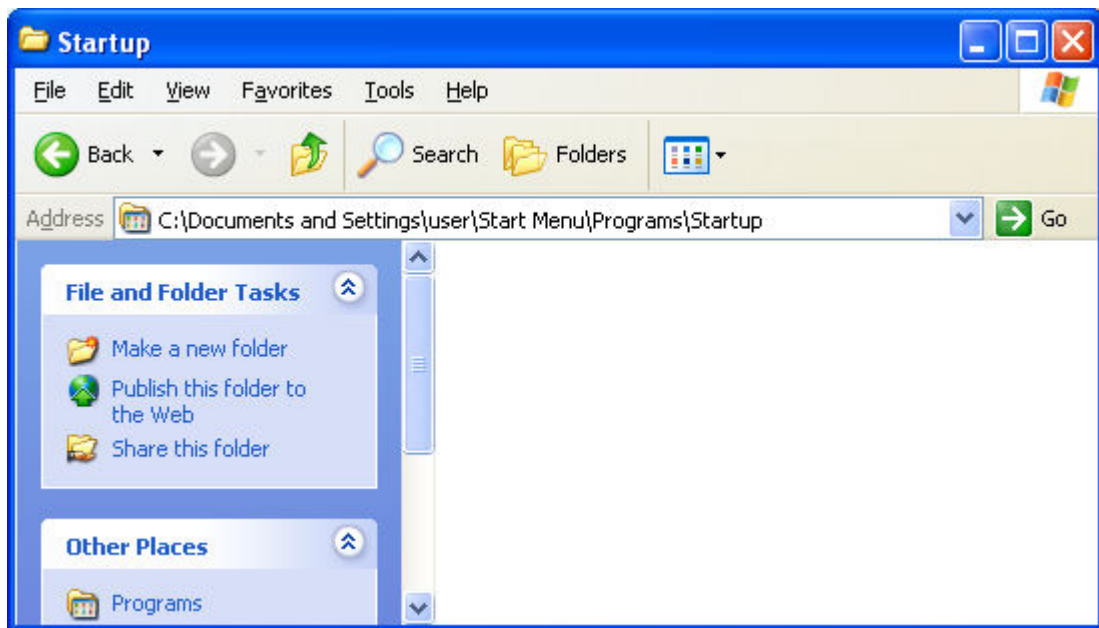 Startup
File Edit View Favorites Tools Help
Back Search Folders
Address C:\Documents and Settings\user\Start Menu\Programs\Startup Go
File and Folder Tasks
Make a new folder
Publish this folder to
the Web
Share this folder
Other Places
Programs